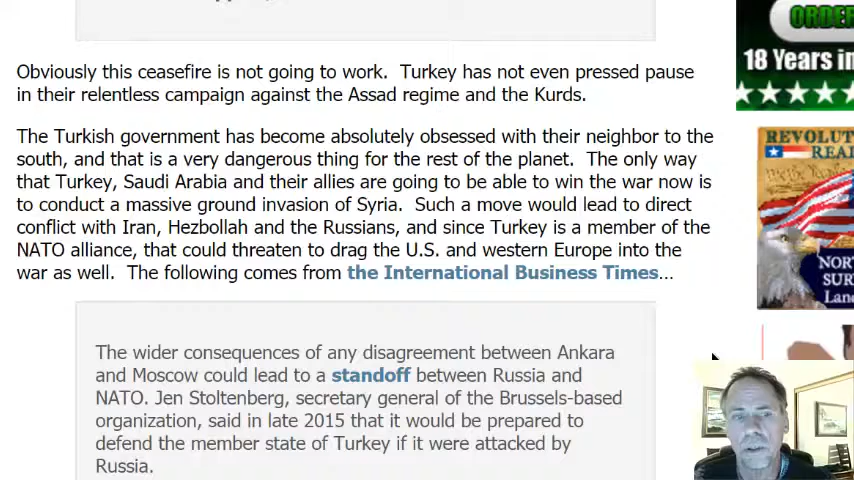 Obviously this ceasefire is not going to work. Turkey has not even pressed pause
in their relentless campaign against the Assad regime and the Kurds.
The Turkish government has become absolutely obsessed with their neighbor to the
south, and that is a very dangerous thing for the rest of the planet. The only way
that Turkey, Saudi Arabia and their allies are going to be able to win the war now is
to conduct a massive ground invasion of Syria. Such a move would lead to direct
conflict with Iran, Hezbollah and the Russians, and since Turkey is a member of the
NATO alliance, that could threaten to drag the U.S. and western Europe into the
war as well. The following comes from the International Business Times...
The wider consequences of any disagreement between Ankara
and Moscow could lead to a standoff between Russia and
NATO. Jen Stoltenberg, secretary general of the Brussels-based
organization, said in late 2015 that it would be prepared to
defend the member state of Turkey if it were attacked by
Russia.
ORDER
18 Years in
REVOLUT
REA
NOR
SUR
Lan